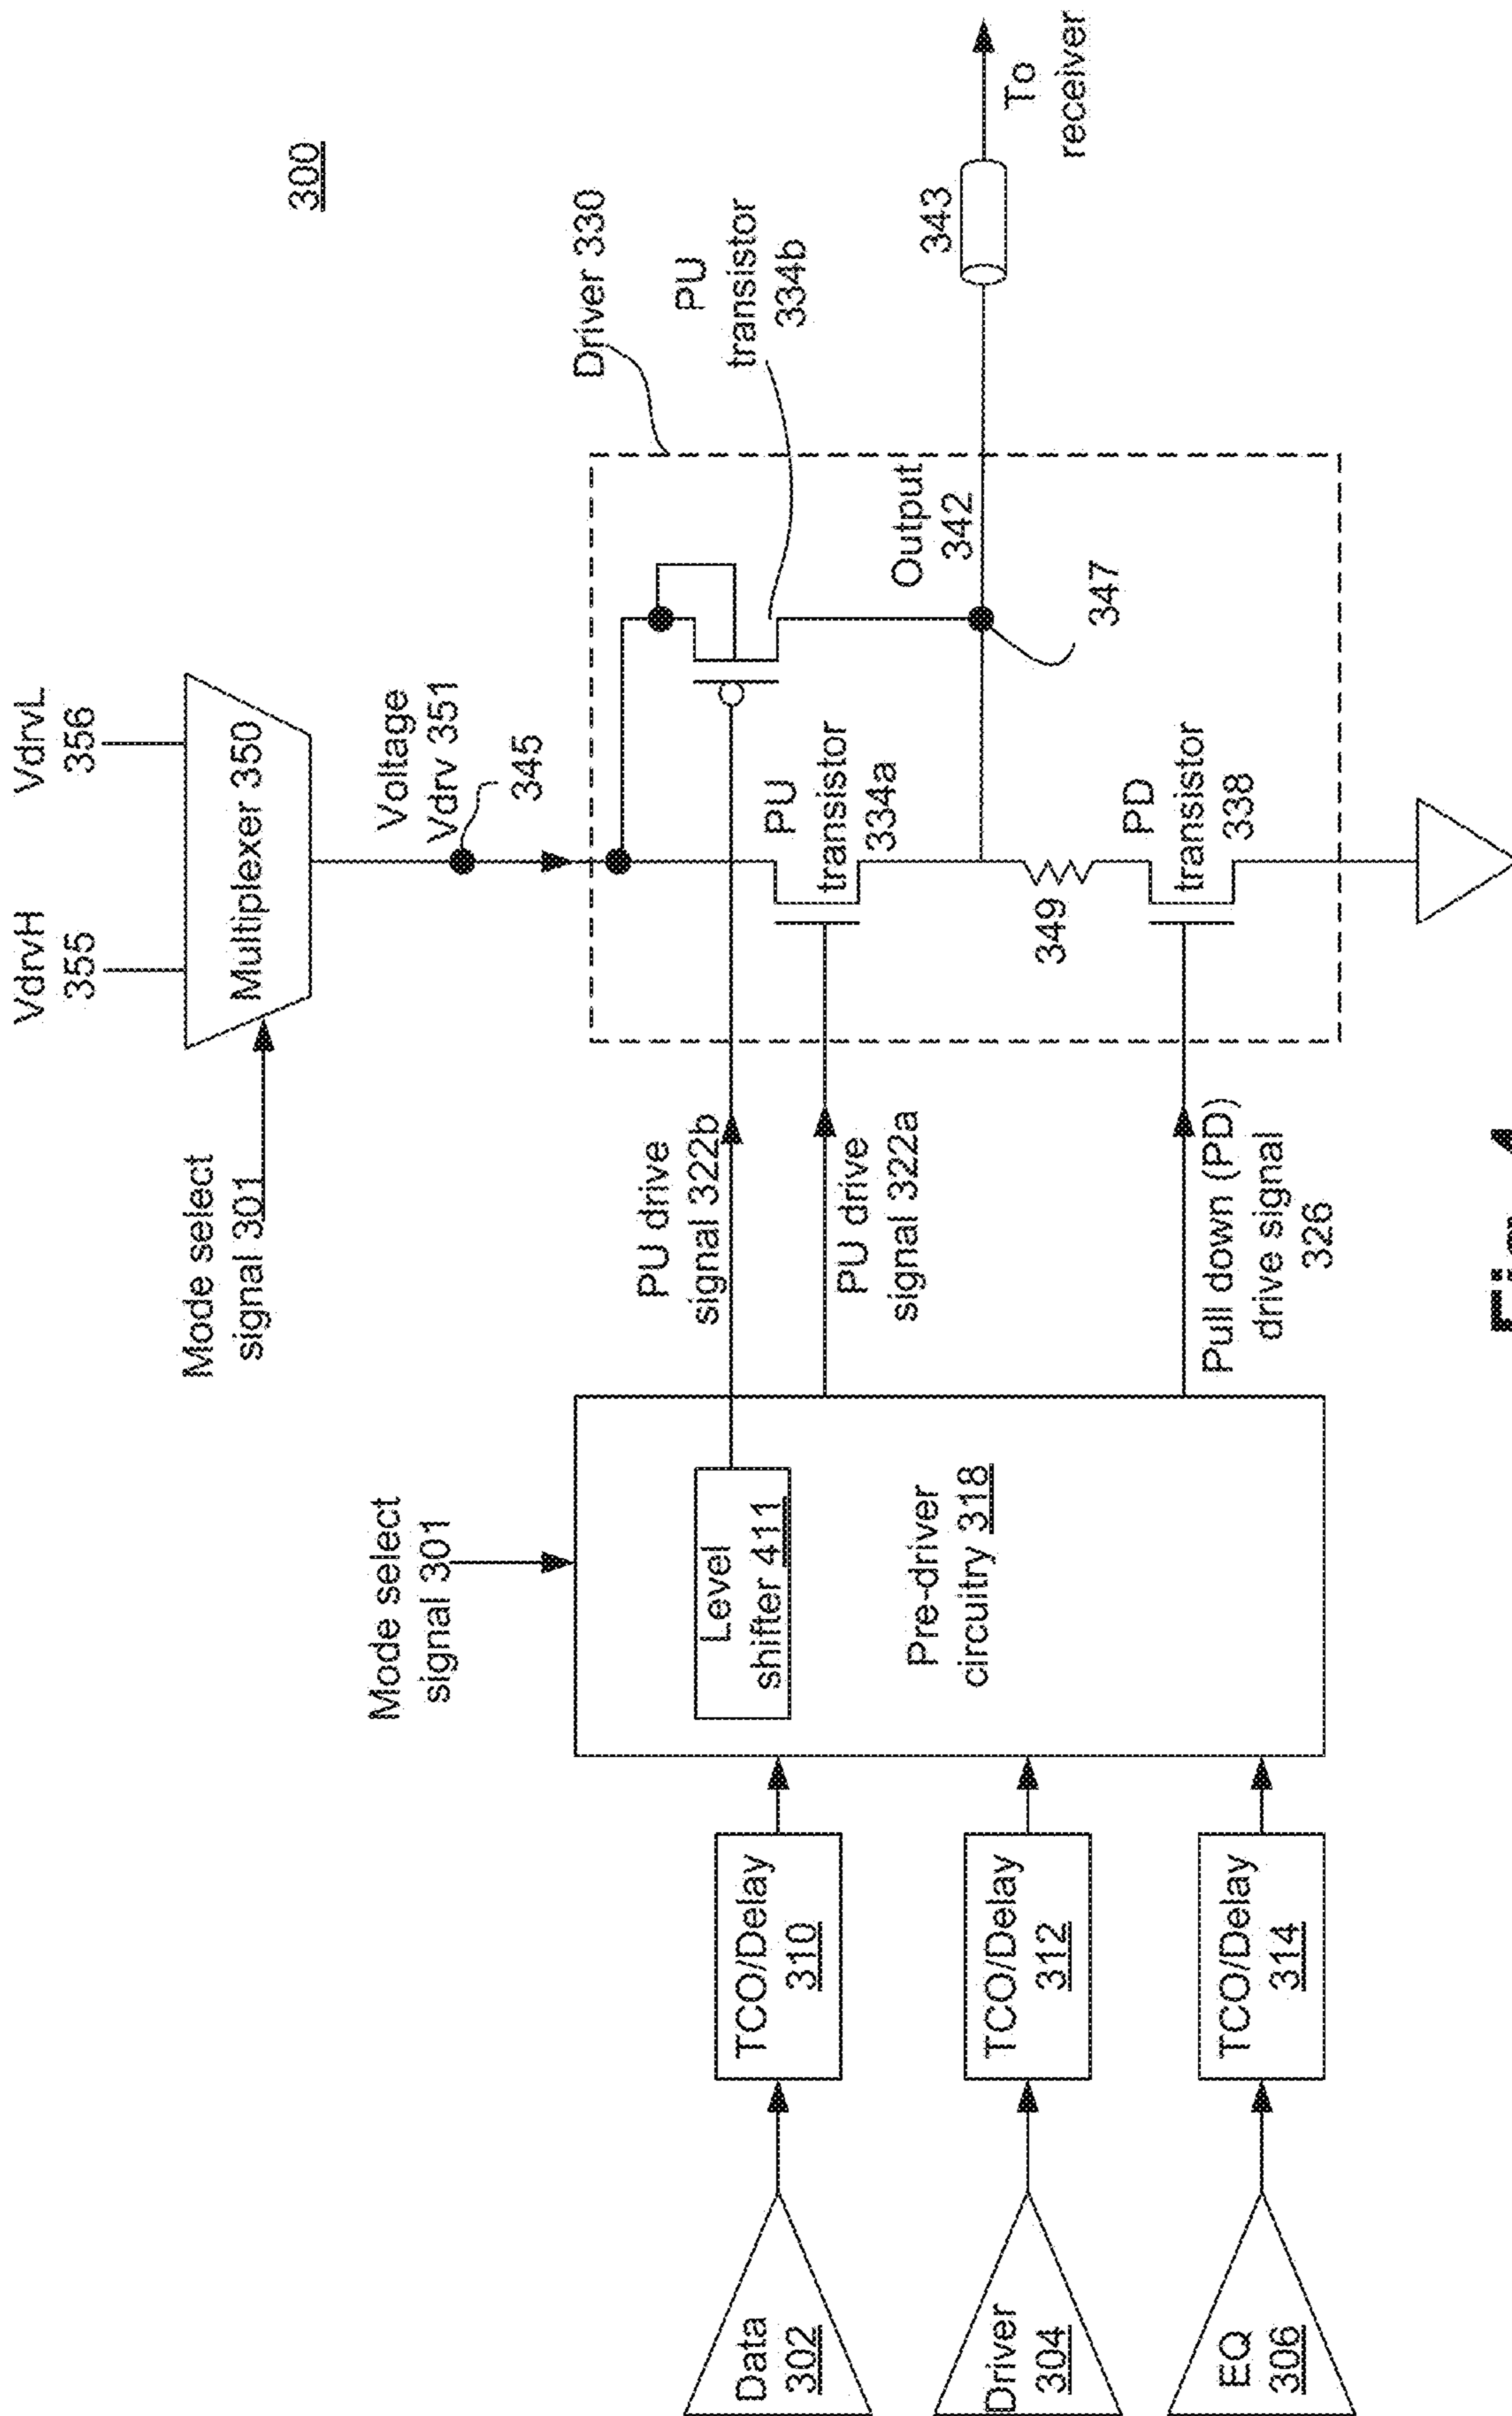 300
VdrvH
355
VdrvL
356
Mode select
signal 301
Multiplexer 350
Voltage
Vdrv 351
345
Driver 330
PU
transistor
334b
Mode select
signal 301
PU drive
signal 322b
PU drive
signal 322a
Pull down (PD)
drive signal
326
PU
transistor
334a
349
PD
transistor
338
Output
342
347
343
To
receiver
Level
shifter 411
Pre-driver
circuitry 318
Data
302
TCO/Delay
310
Driver
304
TCO/Delay
312
EQ
306
TCO/Delay
314